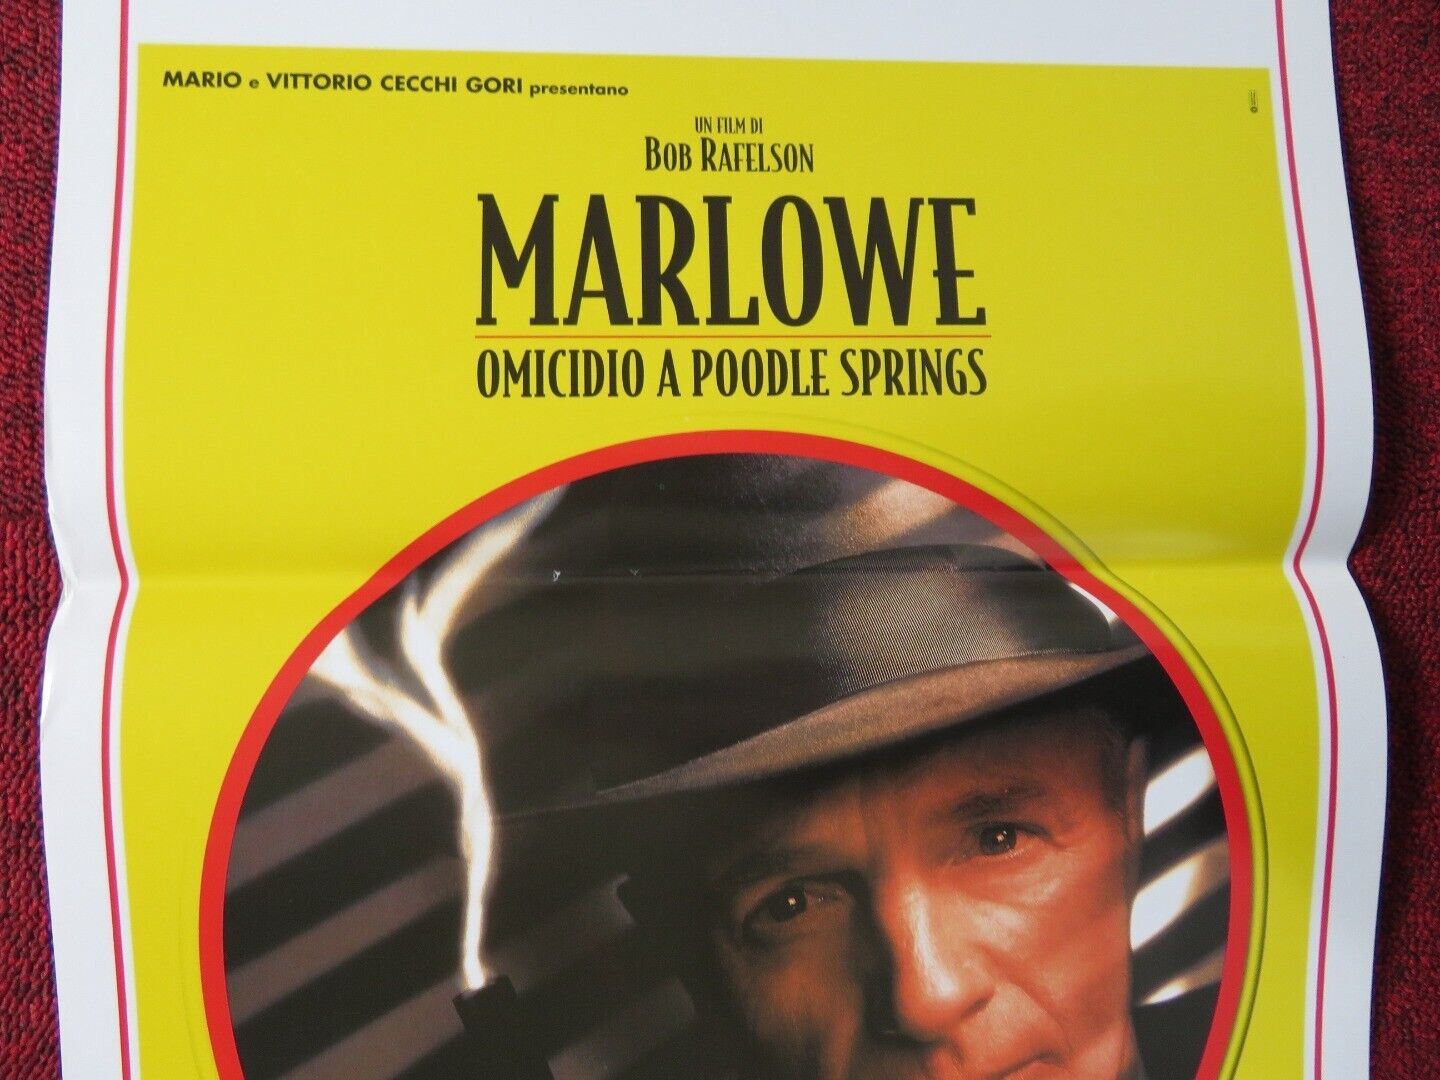 MARIO e VITTORIO CECCHI GORI presentano
UN FILM DI
BOB RAFELSON
MARLOWE
OMICIDIO A POODLE SPRINGS